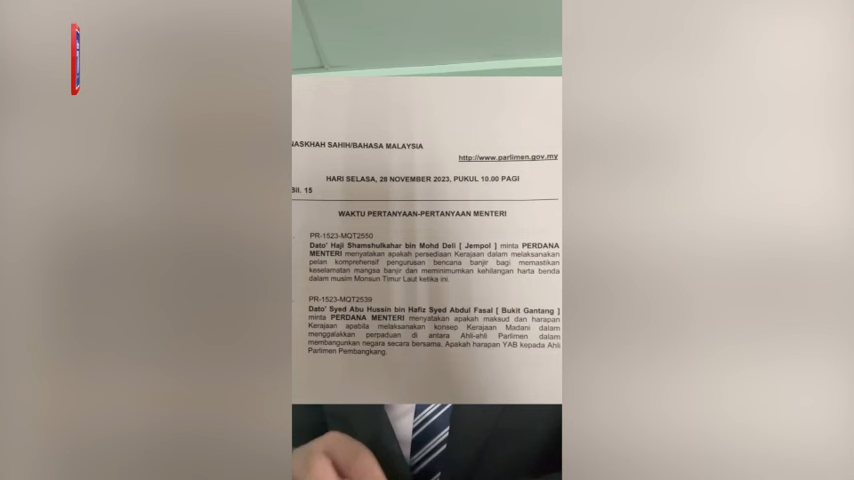 NASKHAH SAHIH/BAHASA MALAYSIA
http://www.parlimen.gov.my
HARI SELASA, 28 NOVEMBER 2023, PUKUL 10.00 PAGI
Bil. 15
WAKTU PERTANYAAN-PERTANYAAN MENTERI
PR-1523-MQT2550
Dato' Haji Shamshulkahar bin Mohd Deli [ Jempol ] minta PERDANA
MENTERI menyatakan apakah persediaan Kerajaan dalam melaksanakan
pelan komprehensif pengurusan bencana banjir bagi memastikan
keselamatan mangsa banjir dan meminimumkan kehilangan harta benda
dalam musim Monsun Timur Laut ketika ini.
PR-1523-MQT2539
Dato' Syed Abu Hussin bin Hafiz Syed Abdul Fasal [ Bukit Gantang ]
minta PERDANA MENTERI menyatakan apakah maksud dan harapan
Kerajaan apabila melaksanakan konsep Kerajaan Madani dalam
menggalakkan perpaduan di antara Ahli-ahli Parlimen dalam
membangunkan negara secara bersama. Apakah harapan YAB kepada Ahli
Parlimen Pembangkang.